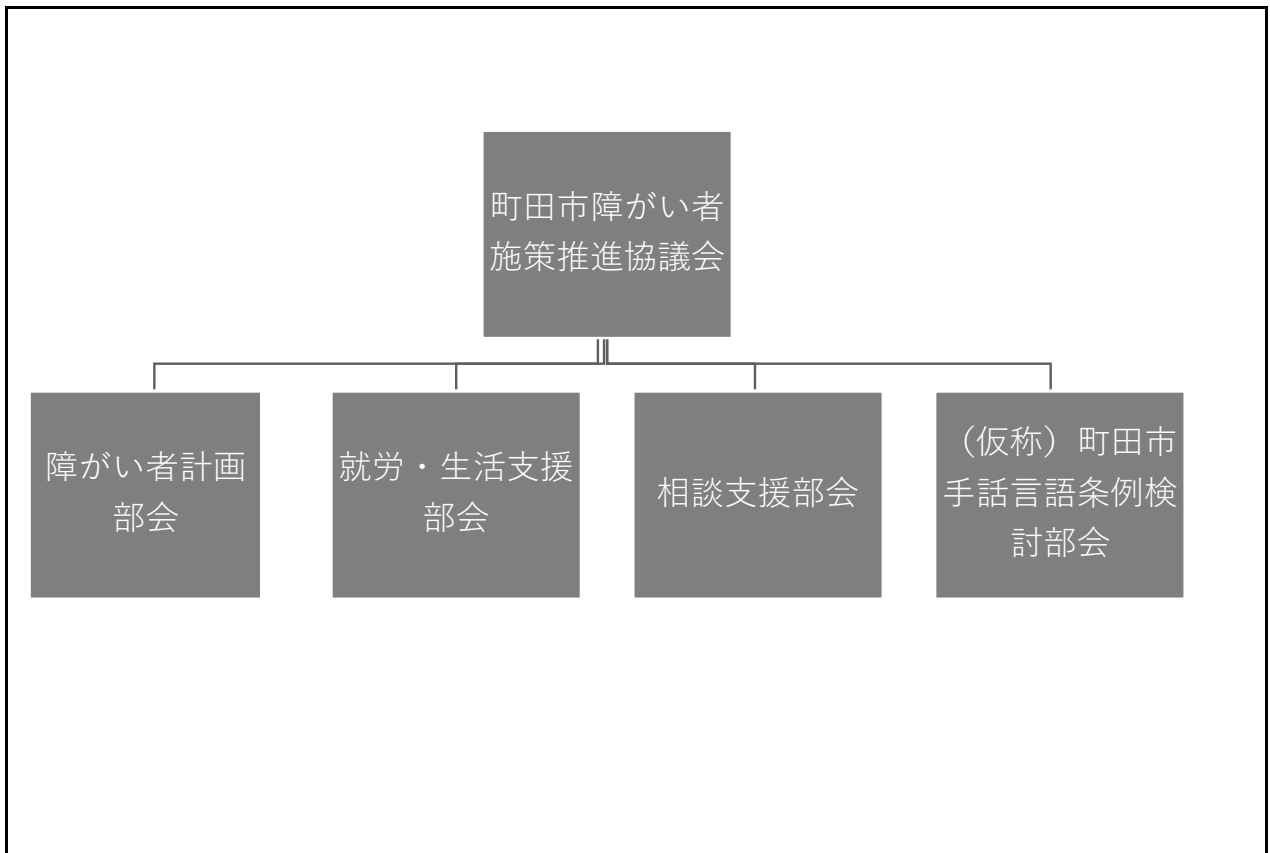 町田市障がい者
施策推進協議会
障がい者計画
部会
就労・生活支援
部会
相談支援部会
（仮称）町田市
手話言語条例検
討部会